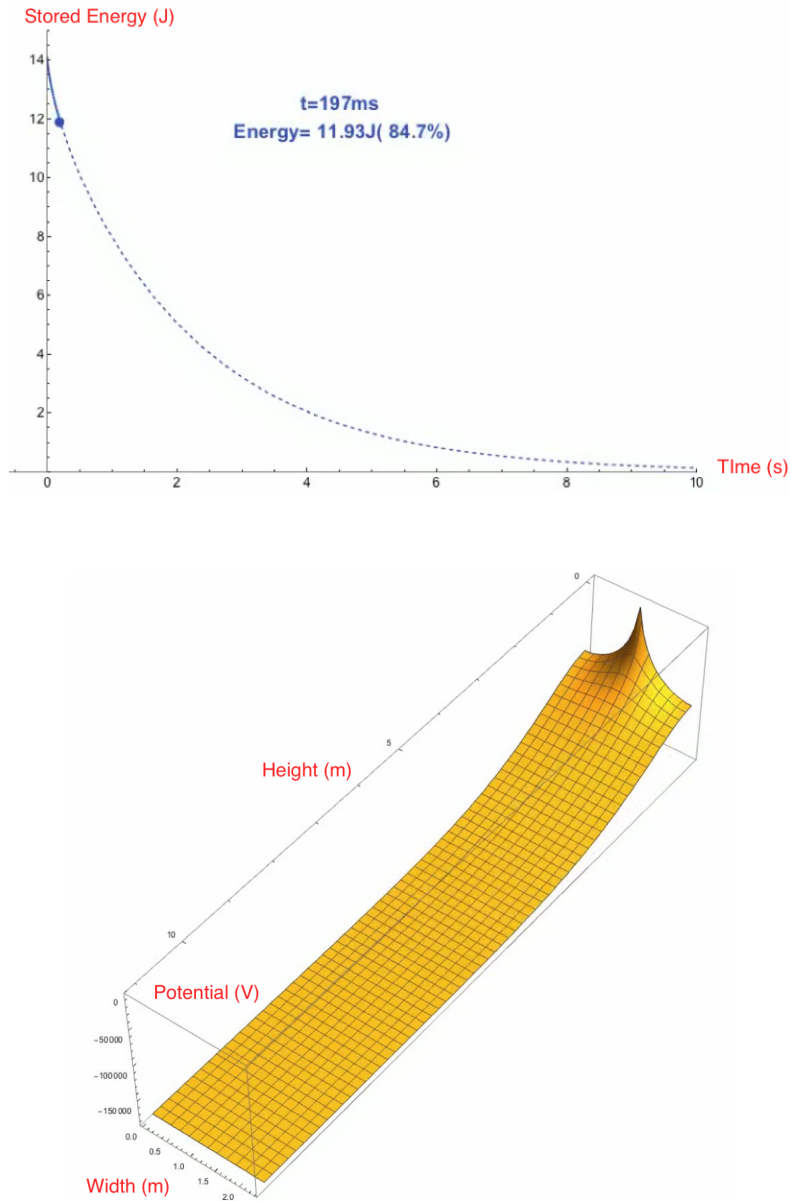 Stored Energy (J)
14
t=197ms
12
Energy= 11.93J( 84.7%)
10
8
6
4
2
TIme (s)
0 2 4 6 8 10
0
5
Height (m)
10
Potential (V)
0
-50000
-100000
-150000
0.0
0.5
1.0
1.5
2.0
Width (m)